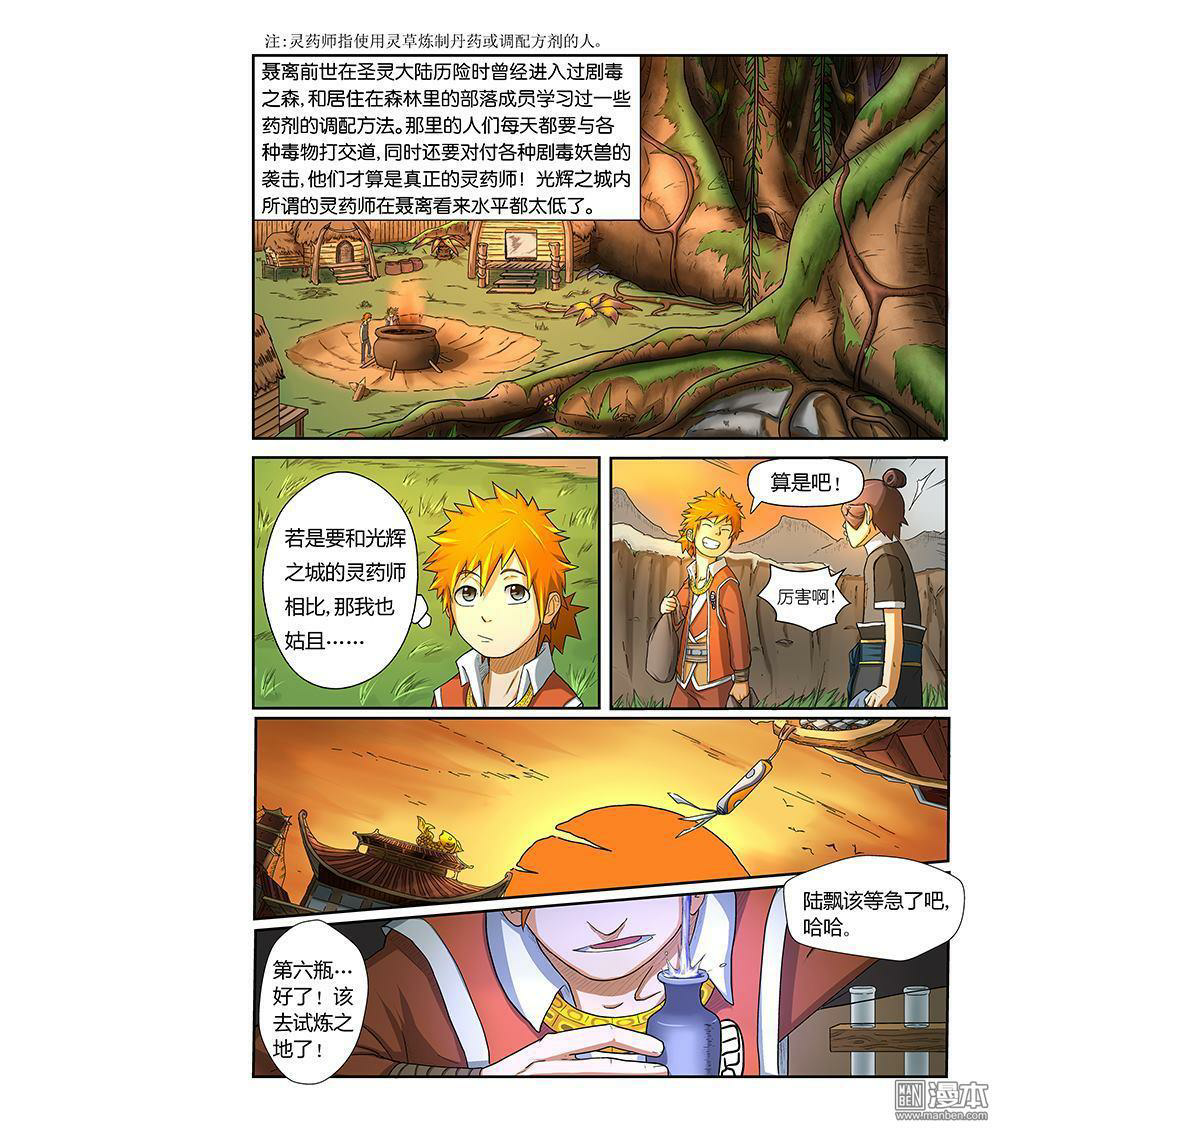 注:灵药师指使用灵草炼制丹药或调配方剂的人。
聂离前世在圣灵大陆历险时曾经进入过剧毒
之森,和居住在森林里的部落成员学习过一些
药剂的调配方法。那里的人们每天都要与各
种毒物打交道,同时还要对付各种剧毒妖兽的
袭击,他们才算是真正的灵药师！光辉之城内
所谓的灵药师在聂离看来水平都太低了。
若是要和光辉
之城的灵药师
相比,那我也
姑且……
算是吧！
厉害啊！
陆飘该等急了吧,
哈哈。
第六瓶…
好了！该
去试炼之
地了！
MAN
BEN
漫本
www.manben.com